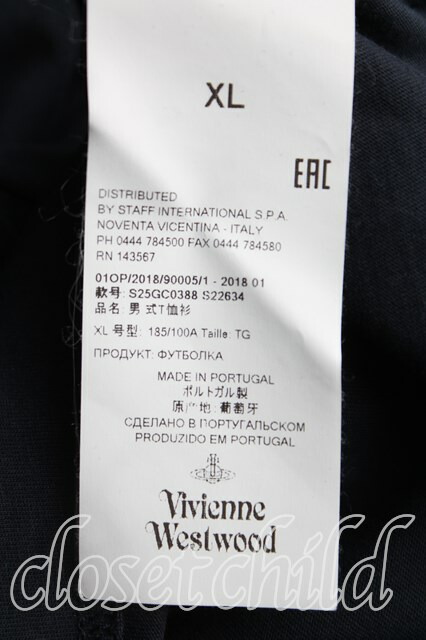 XL
EAC
DISTRIBUTED
BY STAFF INTERNATIONAL S.P.A.
NOVENTA VICENTINA - ITALY
PH 0444 784500 FAX 0444 784580
RN 143567
01OP/2018/90005/1 - 2018 01
款号: S25GC0388 S22634
品名: 男 式T恤衫
XL 号型: 185/100A Taille: TG
ПРОДУКТ: ФУТБОЛКА
MADE IN PORTUGAL
ポルトガル製
原产地: 葡萄牙
СДЕЛАНО В ПОРТУГАЛЬСКОМ
PRODUZIDO EM PORTUGAL
Vivienne
Westwood
closetchild